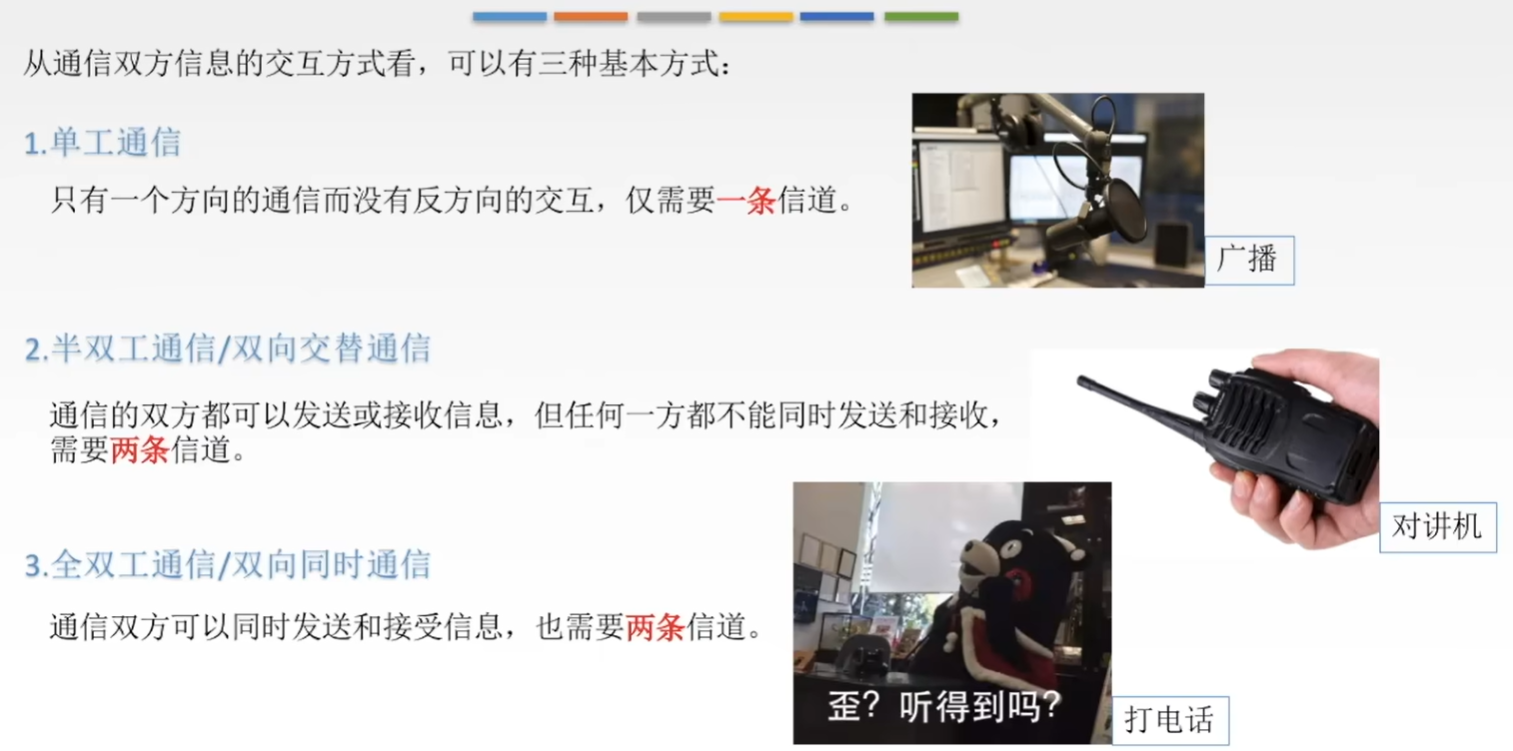 从通信双方信息的交互方式看，可以有三种基本方式：
1.单工通信
只有一个方向的通信而没有反方向的交互，仅需要一条信道。
广播
2.半双工通信/双向交替通信
通信的双方都可以发送或接收信息，但任何一方都不能同时发送和接收，
需要两条信道。
对讲机
3.全双工通信/双向同时通信
通信双方可以同时发送和接受信息，也需要两条信道。
歪？听得到吗？
打电话